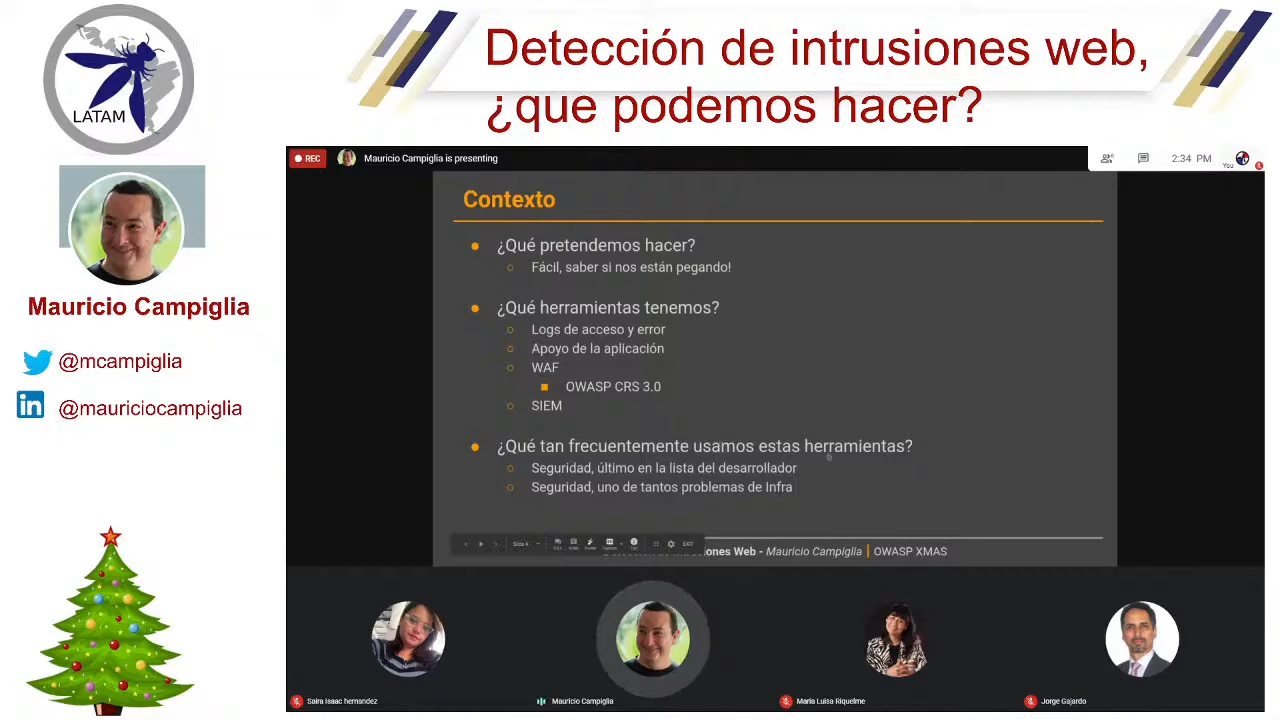 LATAM
Detección de intrusiones web,
¿que podemos hacer?
Mauricio Campiglia
@mcampiglia
@mauriciocampiglia
REC
Mauricio Campiglia is presenting
2:34 PM
You
Contexto
¿Qué pretendemos hacer?
Fácil, saber si nos están pegando!
¿Qué herramientas tenemos?
Logs de acceso y error
Apoyo de la aplicación
WAF
OWASP CRS 3.0
SIEM
¿Qué tan frecuentemente usamos estas herramientas?
Seguridad, último en la lista del desarrollador
Seguridad, uno de tantos problemas de Infra
Slide 4
EXIT
Web - Mauricio Campiglia | OWASP XMAS
Saira Isaac hernandez
Mauricio Campiglia
Maria Luisa Riquelme
Jorge Gajardo